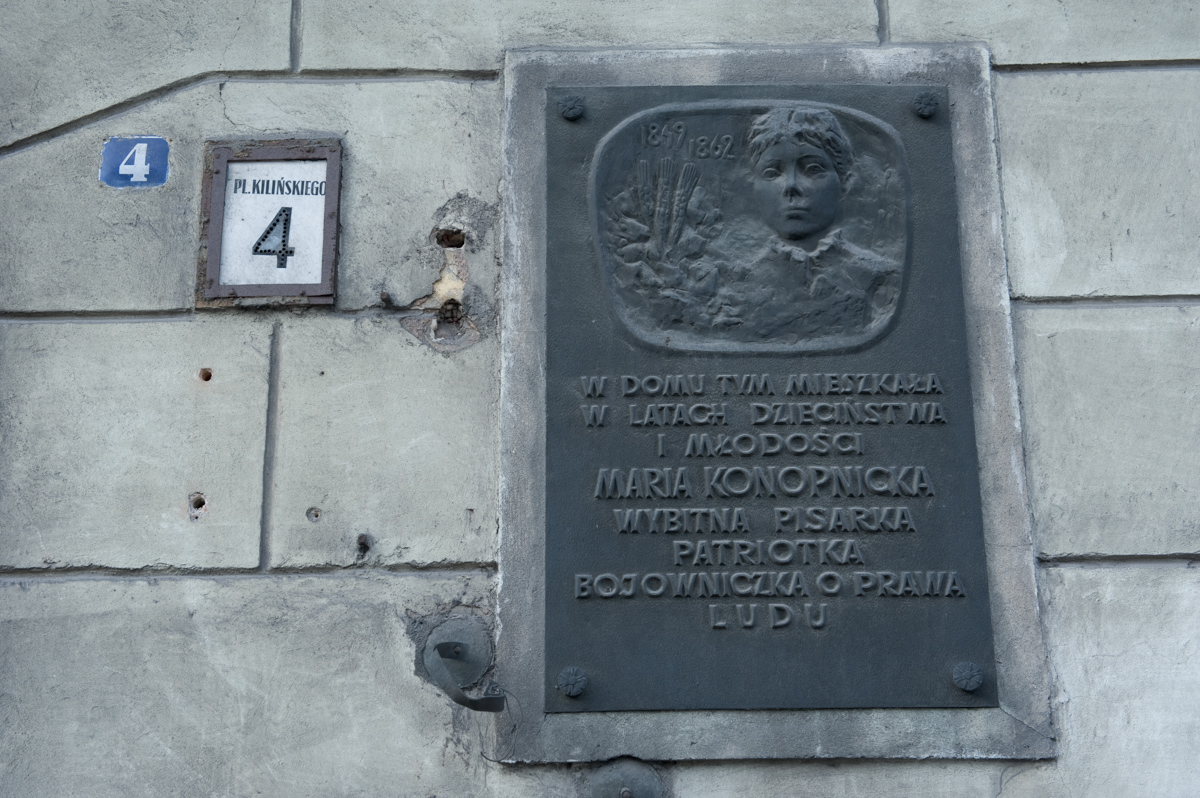 4
PL. KILIŃSKIEGO
4
1849
1862
W DOMU TYM MIESZKAŁA
W LATACH DZIECIŃSTWA
I MŁODOŚCI
MARIA KONOPNICKA
WYBITNA PISARKA
PATRIOTKA
BOJOWNICZKA O PRAWA
LUDU